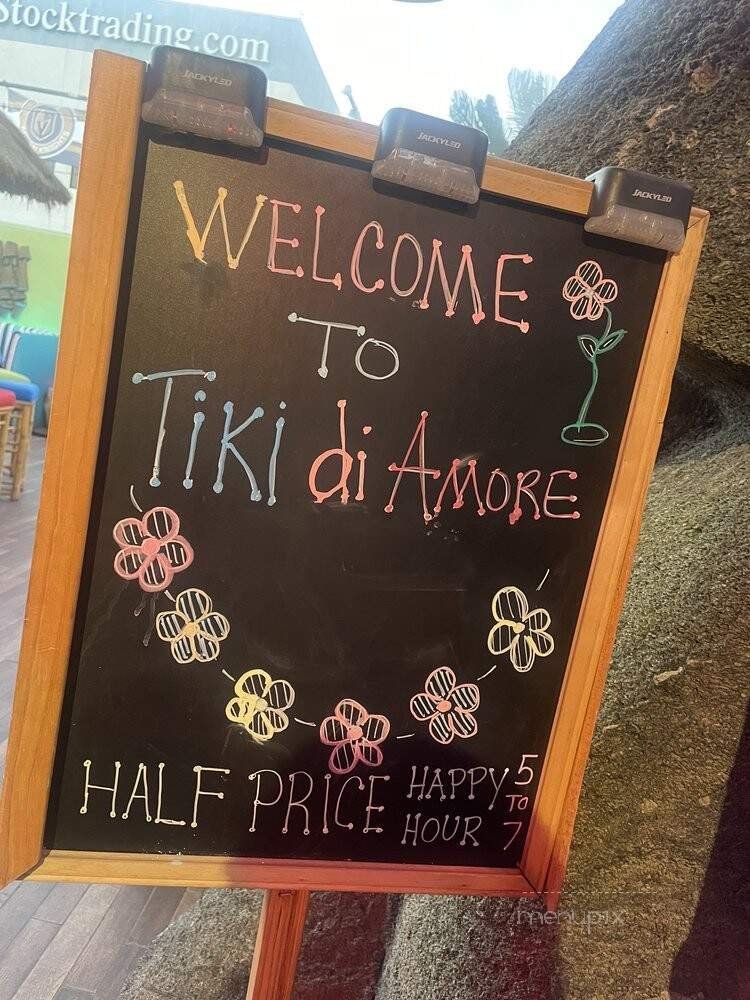 Stocktrading.com
JACKYLED
JACKYLED
JACKYLED
WELCOME
TO
TIKI di AMORE
HALF PRICE HAPPY HOUR 5 TO 7
menupix